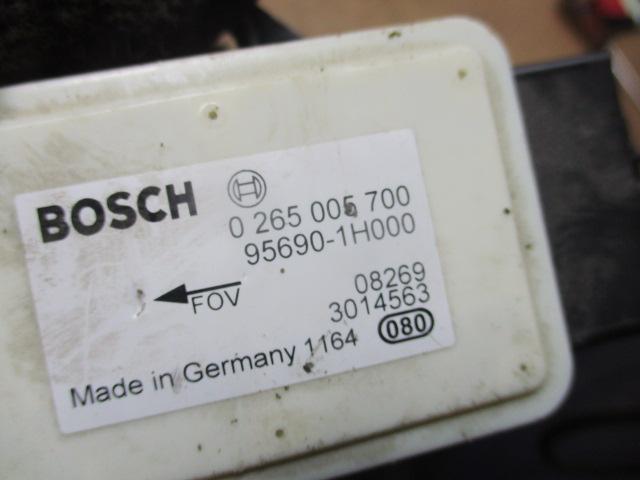 BOSCH
0 265 005 700
95690-1H000
FOV
08269
3014563
Made in Germany 1164
080